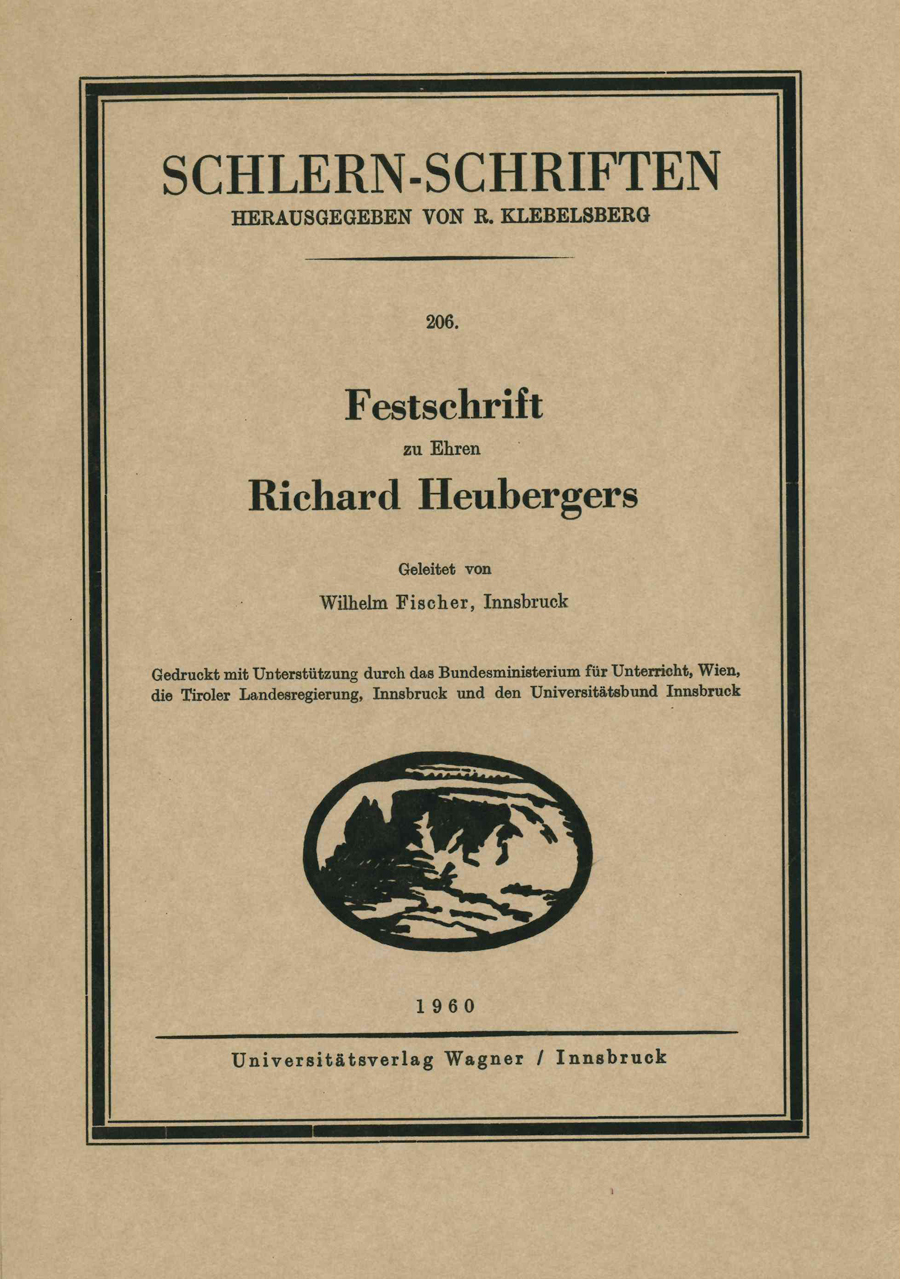 SCHLERN-SCHRIFTEN
HERAUSGEGEBEN VON R. KLEBELSBERG
206.
Festschrift
zu Ehren
Richard Heubergers
Geleitet von
Wilhelm Fischer, Innsbruck
Gedruckt mit Unterstützung durch das Bundesministerium für Unterricht, Wien,
die Tiroler Landesregierung, Innsbruck und den Universitätsbund Innsbruck
1960
Universitätsverlag Wagner / Innsbruck